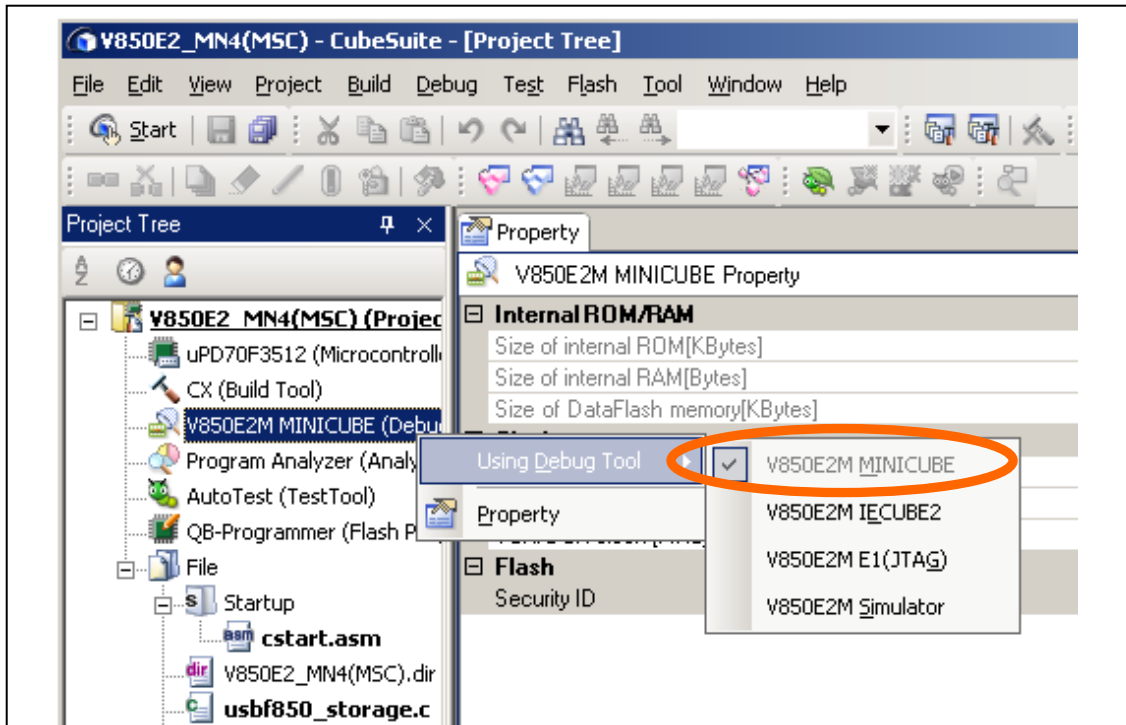 V850E2_MN4(MSC) - CubeSuite - [Project Tree]
File Edit View Project Build Debug Test Flash Tool Window Help
Start
Project Tree
Property
V850E2M MINICUBE Property
V850E2_MN4(MSC) (Projec
Internal ROM/RAM
uPD70F3512 (Microcontroll
Size of internal ROM[KBytes]
CX (Build Tool)
Size of internal RAM[Bytes]
V850E2M MINICUBE (Debu
Size of DataFlash memory[KBytes]
Program Analyzer (Analy
Using Debug Tool
V850E2M MINICUBE
AutoTest (TestTool)
Property
V850E2M IECUBE2
QB-Programmer (Flash P
File
Flash
V850E2M E1(JTAG)
Startup
Security ID
V850E2M Simulator
cstart.asm
V850E2_MN4(MSC).dir
usbf850_storage.c